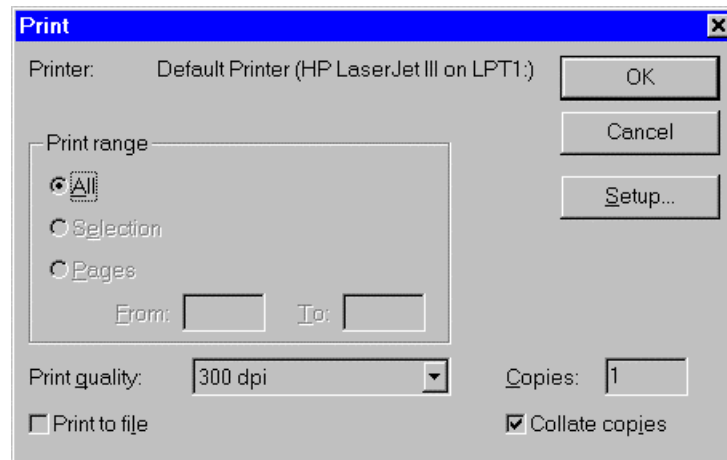 Print
Printer: Default Printer (HP LaserJet III on LPT1:)
OK
Cancel
Setup...
Print range
All
Selection
Pages
From: To:
Print quality: 300 dpi
Copies: 1
Print to file
Collate copies